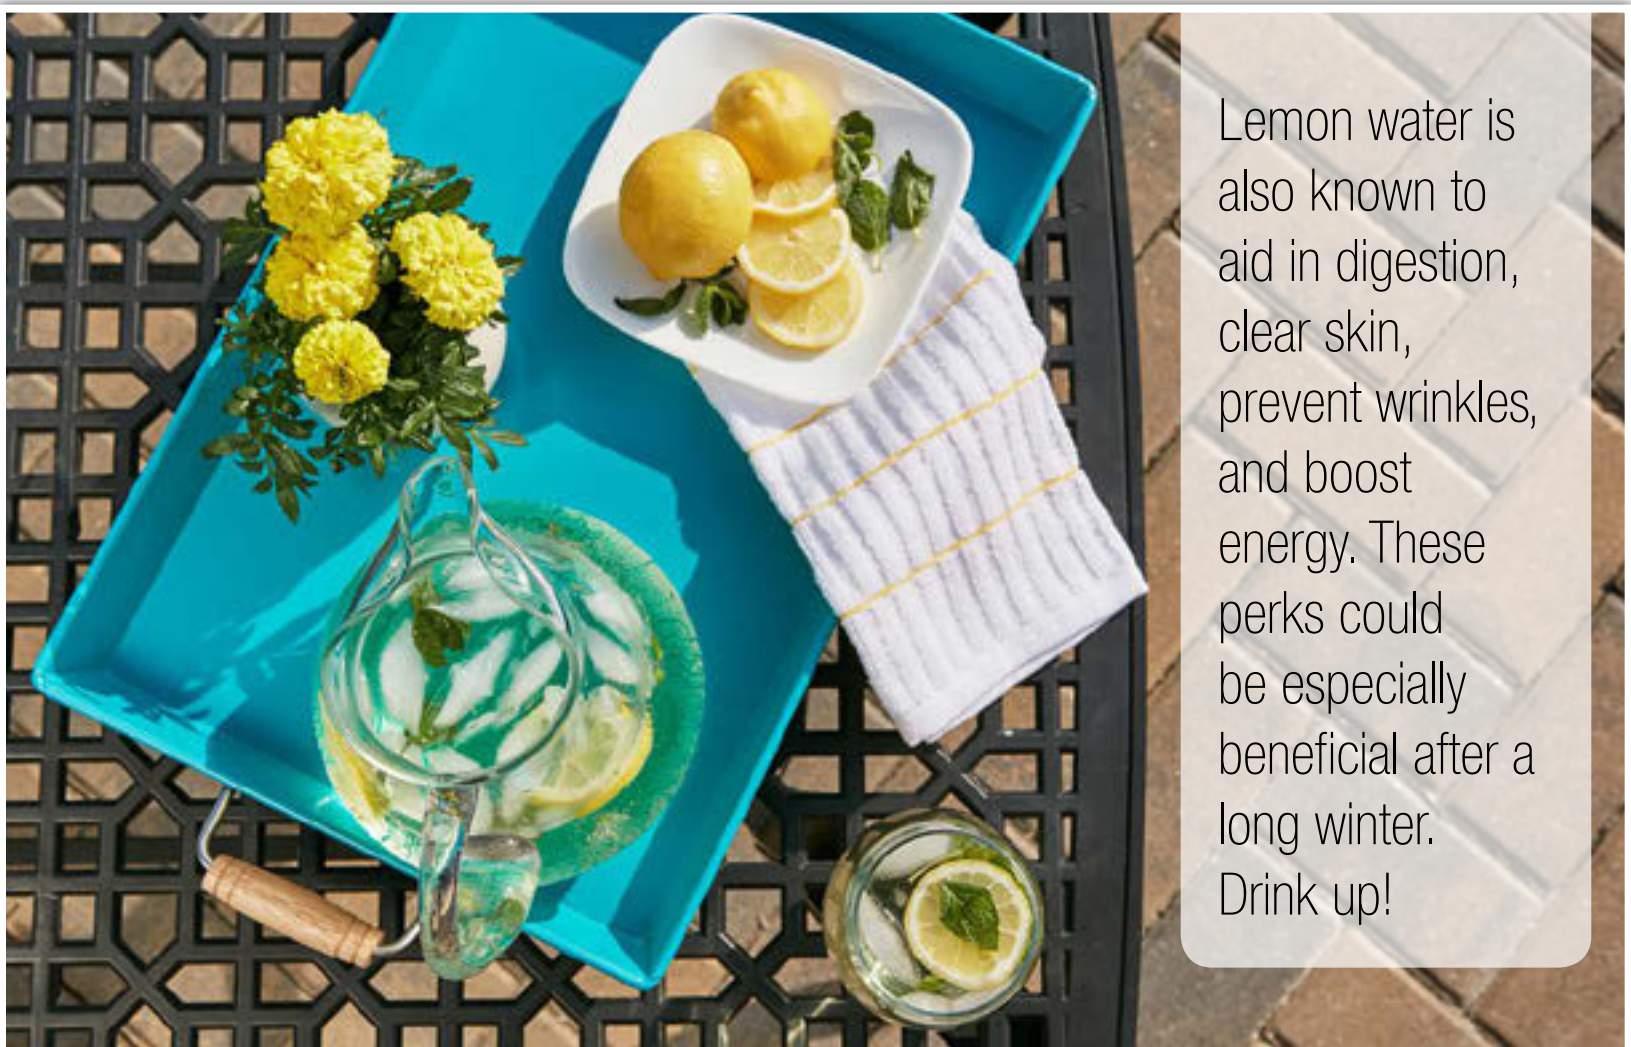 Lemon water is
also known to
aid in digestion,
clear skin,
prevent wrinkles,
and boost
energy. These
perks could
be especially
beneficial after a
long winter.
Drink up!